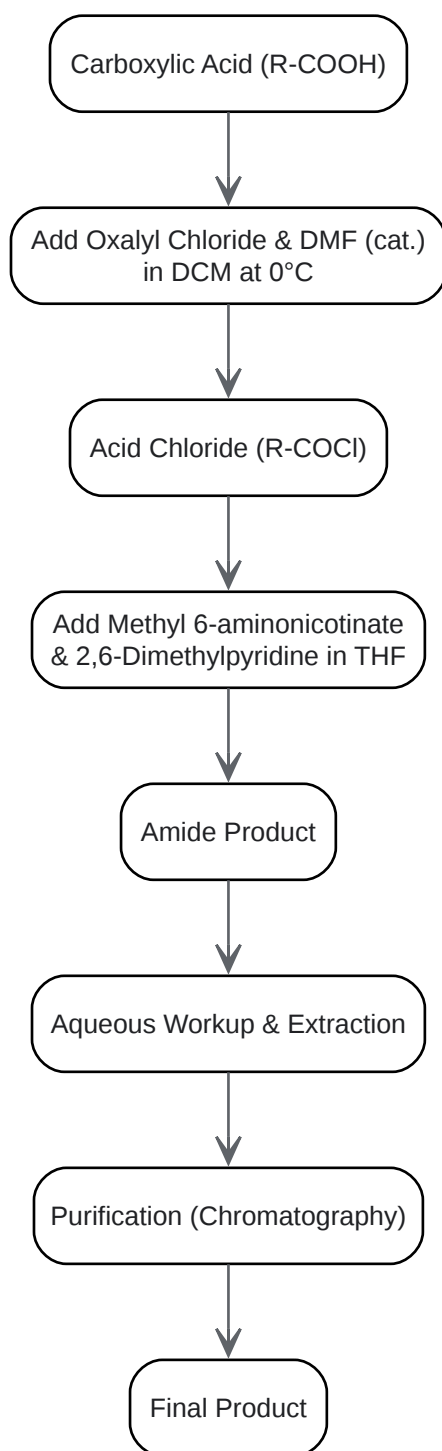 Carboxylic Acid (R-COOH)
Add Oxalyl Chloride & DMF (cat.)
in DCM at 0°C
Acid Chloride (R-COCl)
Add Methyl 6-aminonicotinate
& 2,6-Dimethylpyridine in THF
Amide Product
Aqueous Workup & Extraction
Purification (Chromatography)
Final Product